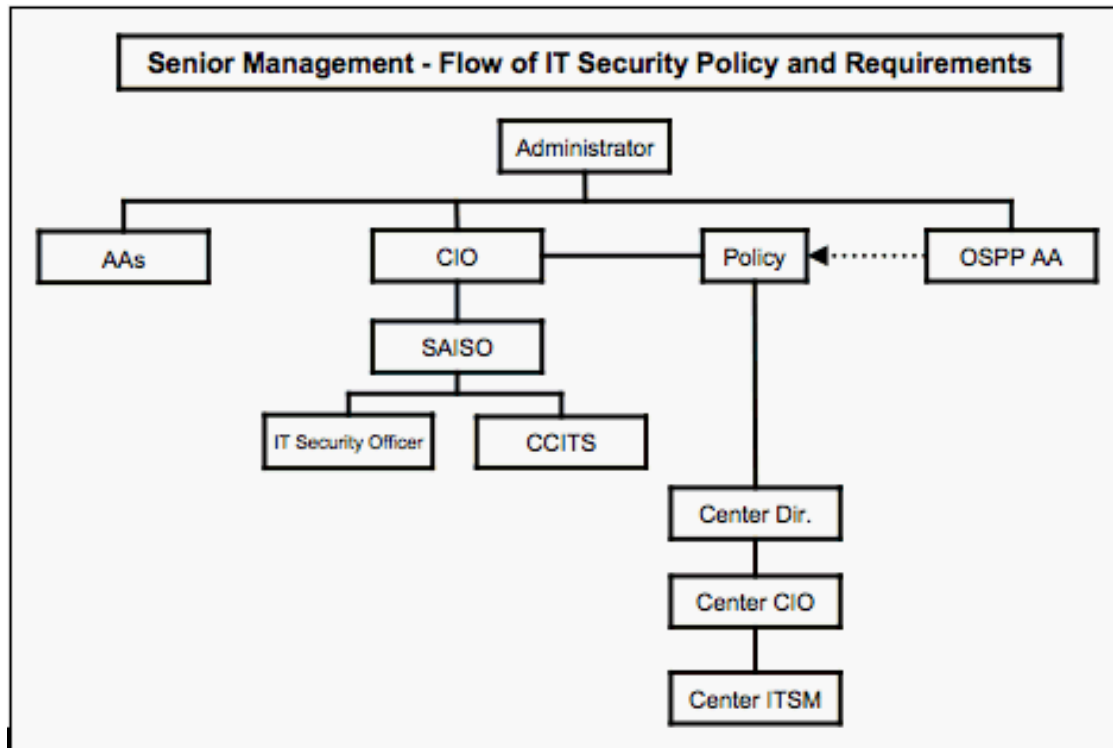 Senior Management - Flow of IT Security Policy and Requirements
Administrator
AAs
CIO
Policy
OSPP AA
SAISO
IT Security Officer
CCITS
Center Dir.
Center CIO
Center ITSM